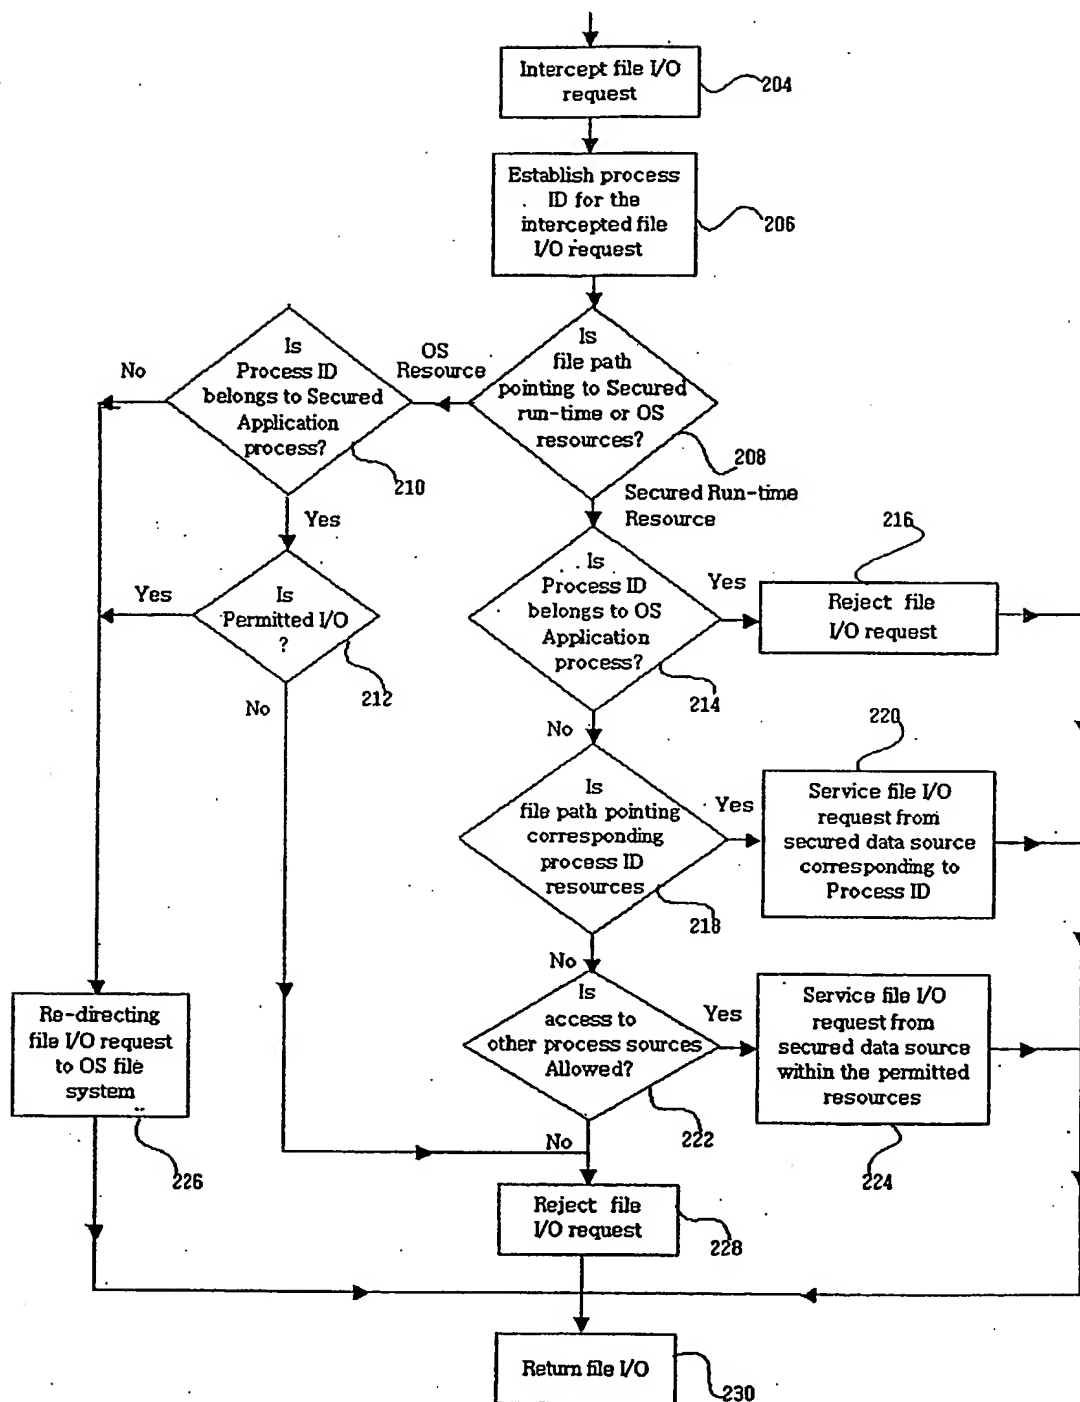 Intercept file I/O
request
204
Establish process
ID for the
intercepted file
I/O request
206
Is
file path
pointing to Secured
run-time or OS
resources?
208
OS
Resource
Is
Process ID
belongs to Secured
Application
process?
210
No
Yes
Secured Run-time
Resource
Is
Permitted I/O
?
212
Yes
No
Is
Process ID
belongs to OS
Application
process?
214
Yes
216
Reject file
I/O request
No
Is
file path pointing
corresponding
process ID
resources
218
Yes
220
Service file I/O
request from
secured data source
corresponding to
Process ID
No
Is
access to
other process sources
Allowed?
222
Yes
Service file I/O
request from
secured data source
within the permitted
resources
224
Re-directing
file I/O request
to OS file
system
226
No
Reject file
I/O request
228
Return file I/O
230